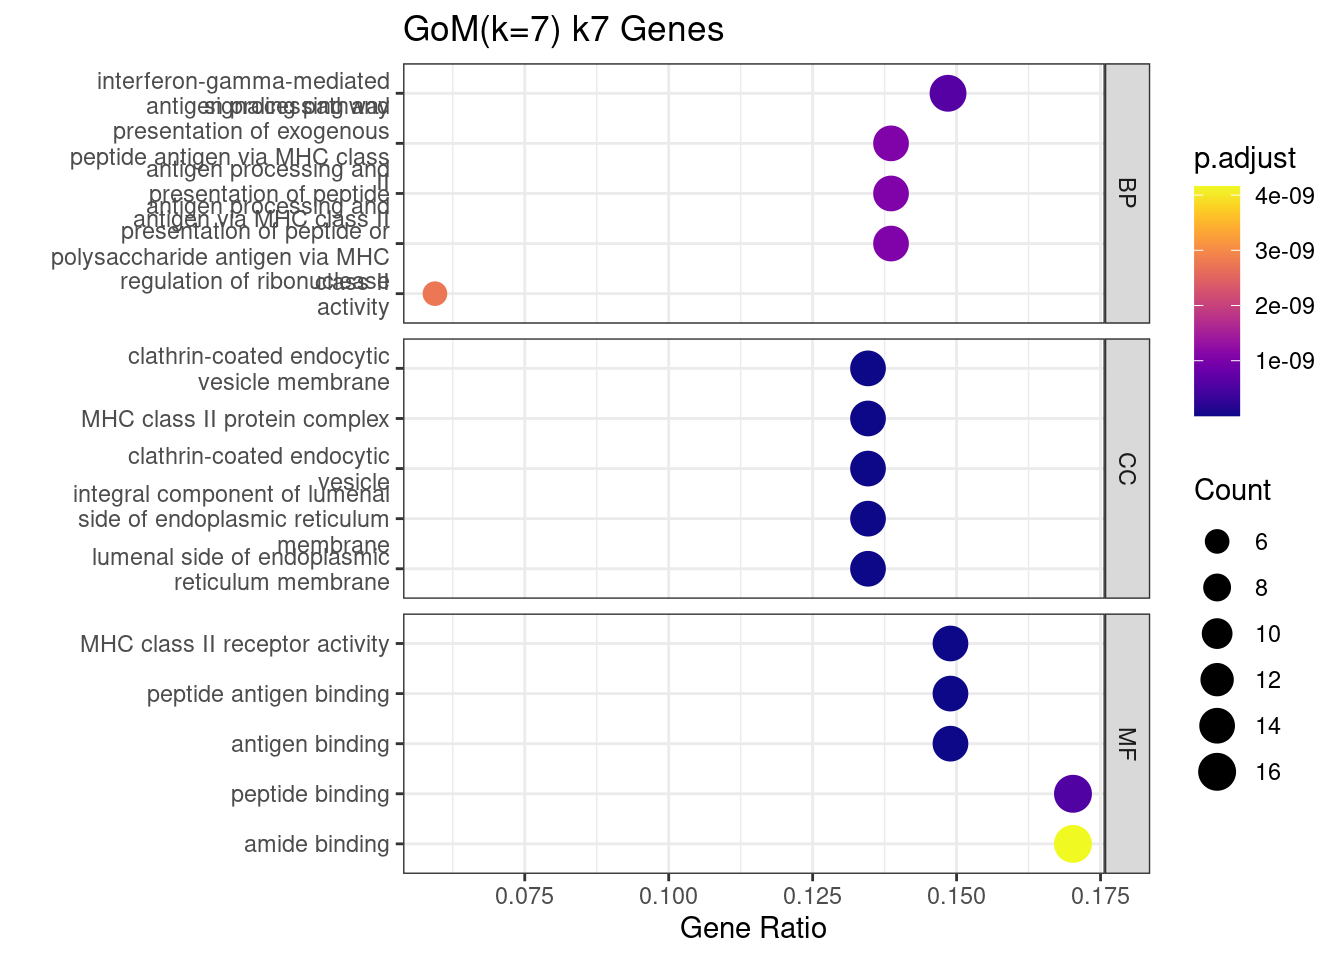 GoM(k=7) k7 Genes
interferon-gamma-mediated
signaling pathway
antigen processing and
presentation of exogenous
peptide antigen via MHC class
II
antigen processing and
presentation of peptide
antigen via MHC class II
antigen processing and
presentation of peptide or
polysaccharide antigen via MHC
class II
regulation of ribonuclease
activity
BP
clathrin-coated endocytic
vesicle membrane
MHC class II protein complex
clathrin-coated endocytic
vesicle
integral component of lumenal
side of endoplasmic reticulum
membrane
lumenal side of endoplasmic
reticulum membrane
CC
MHC class II receptor activity
peptide antigen binding
antigen binding
peptide binding
amide binding
MF
0.075 0.100 0.125 0.150 0.175
Gene Ratio
p.adjust
4e-09
3e-09
2e-09
1e-09
Count
6
8
10
12
14
16